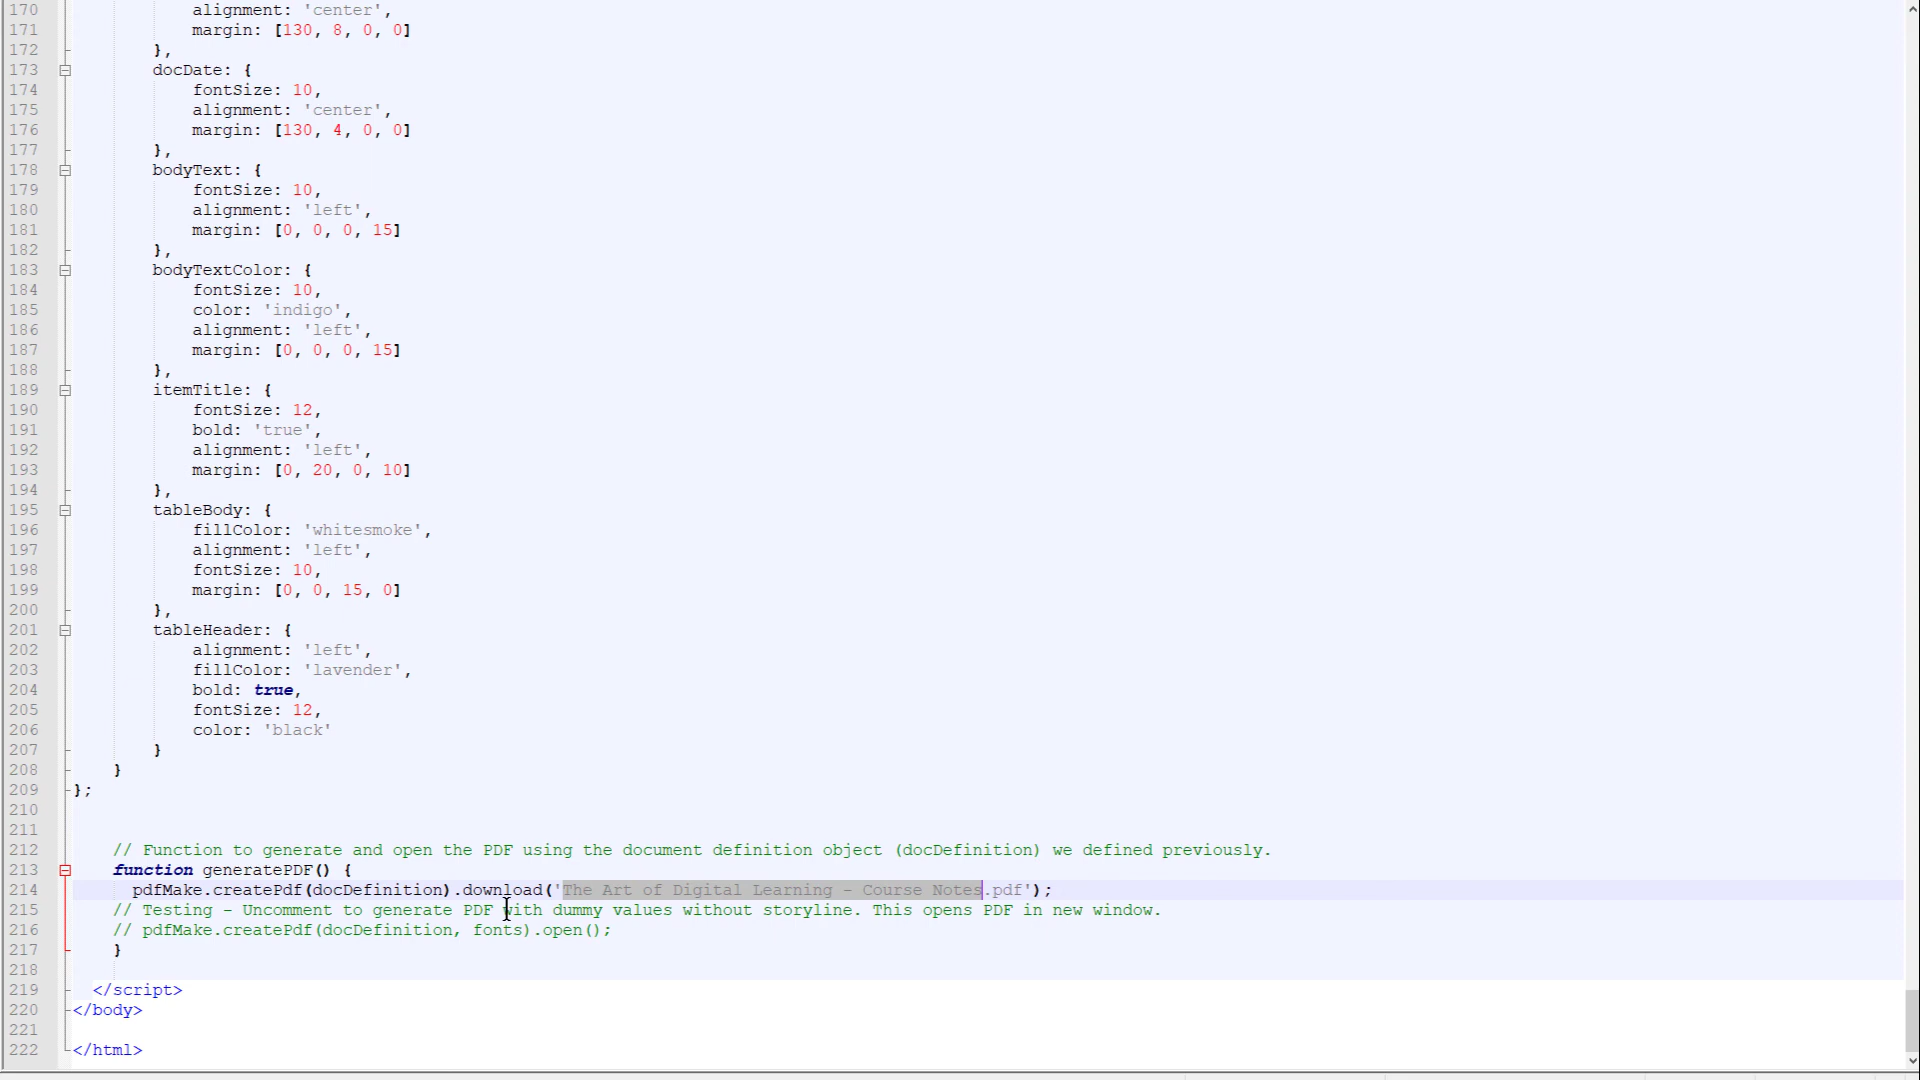 170 alignment: 'center',
171 margin: [130, 8, 0, 0]
172 },
173 docDate: {
174 fontSize: 10,
175 alignment: 'center',
176 margin: [130, 4, 0, 0]
177 },
178 bodyText: {
179 fontSize: 10,
180 alignment: 'left',
181 margin: [0, 0, 0, 15]
182 },
183 bodyTextColor: {
184 fontSize: 10,
185 color: 'indigo',
186 alignment: 'left',
187 margin: [0, 0, 0, 15]
188 },
189 itemTitle: {
190 fontSize: 12,
191 bold: 'true',
192 alignment: 'left',
193 margin: [0, 20, 0, 10]
194 },
195 tableBody: {
196 fillColor: 'whitesmoke',
197 alignment: 'left',
198 fontSize: 10,
199 margin: [0, 0, 15, 0]
200 },
201 tableHeader: {
202 alignment: 'left',
203 fillColor: 'lavender',
204 bold: true,
205 fontSize: 12,
206 color: 'black'
207 }
208 }
209 };
210
211
212 // Function to generate and open the PDF using the document definition object (docDefinition) we defined previously.
213 function generatePDF() {
214 pdfMake.createPdf(docDefinition).download('The Art of Digital Learning - Course Notes.pdf');
215 // Testing - Uncomment to generate PDF with dummy values without storyline. This opens PDF in new window.
216 // pdfMake.createPdf(docDefinition, fonts).open();
217 }
218
219 </script>
220 </body>
221
222 </html>